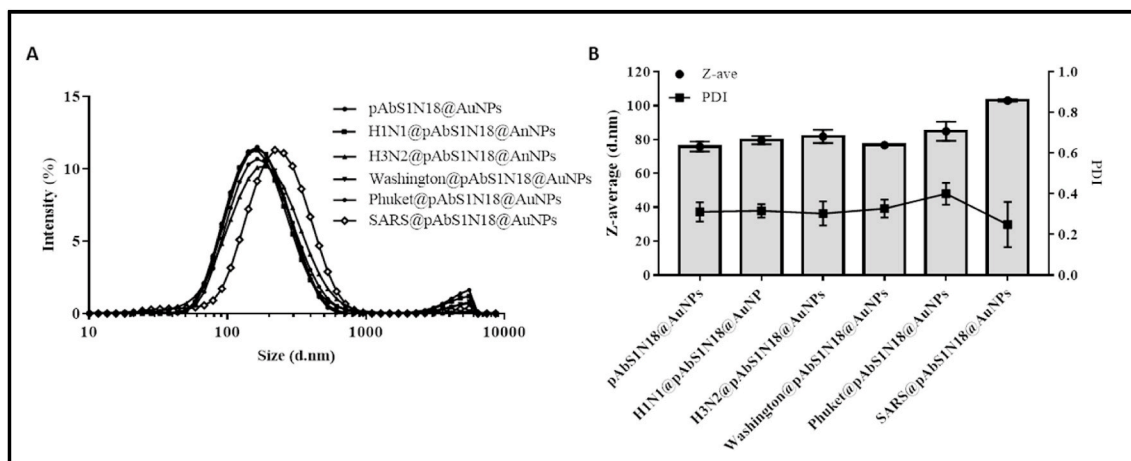 A
15
10
5
0
Intensity (%)
10
100
1000
10000
Size (d.nm)
pAbS1N18@AuNPs
H1N1@pAbS1N18@AnNPs
H3N2@pAbS1N18@AnNPs
Washington@pAbS1N18@AuNPs
Phuket@pAbS1N18@AuNPs
SARS@pAbS1N18@AuNPs
B
120
100
80
60
40
20
0
Z-average (d.nm)
Z-ave
PDI
1.0
0.8
0.6
0.4
0.2
0.0
PDI
pAbS1N18@AuNPs
H1N1@pAbS1N18@AuNP
H3N2@pAbS1N18@AuNPs
Washington@pAbS1N18@AuNPs
Phuket@pAbS1N18@AuNPs
SARS@pAbS1N18@AuNPs